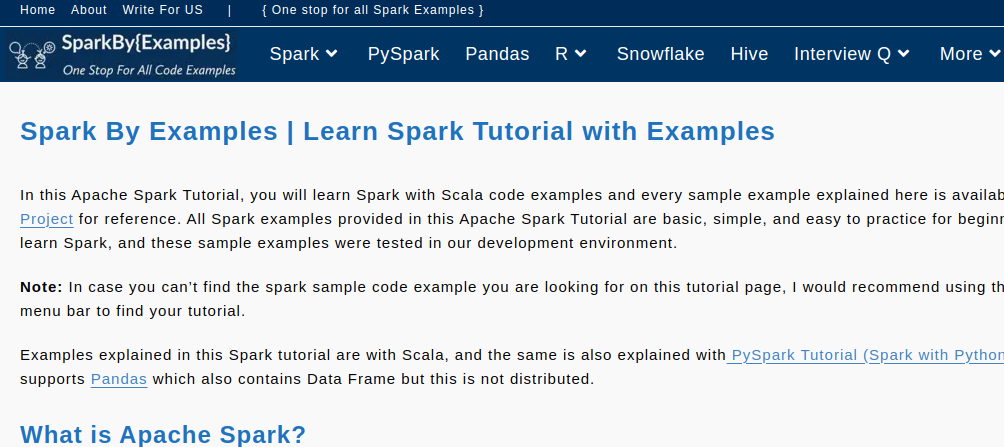 Home About Write For US | { One stop for all Spark Examples }
SparkBy{Examples}
One Stop For All Code Examples
Spark PySpark Pandas R Snowflake Hive Interview Q More
Spark By Examples | Learn Spark Tutorial with Examples
In this Apache Spark Tutorial, you will learn Spark with Scala code examples and every sample example explained here is availab
Project for reference. All Spark examples provided in this Apache Spark Tutorial are basic, simple, and easy to practice for beginn
learn Spark, and these sample examples were tested in our development environment.
Note: In case you can’t find the spark sample code example you are looking for on this tutorial page, I would recommend using th
menu bar to find your tutorial.
Examples explained in this Spark tutorial are with Scala, and the same is also explained with PySpark Tutorial (Spark with Python
supports Pandas which also contains Data Frame but this is not distributed.
What is Apache Spark?